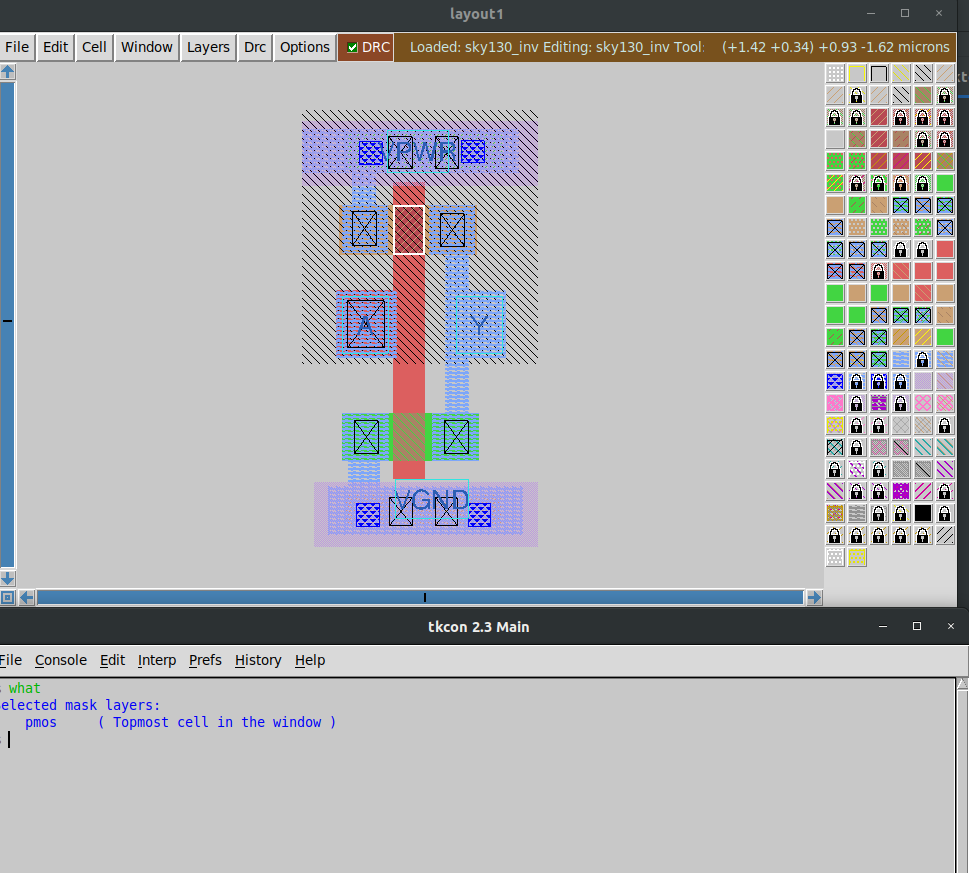 layout1
File Edit Cell Window Layers Drc Options DRC Loaded: sky130_inv Editing: sky130_inv Tool: (+1.42 +0.34) +0.93 -1.62 microns
VPWR
A Y
VGND
tkcon 2.3 Main
File Console Edit Interp Prefs History Help
what
Selected mask layers:
pmos ( Topmost cell in the window )